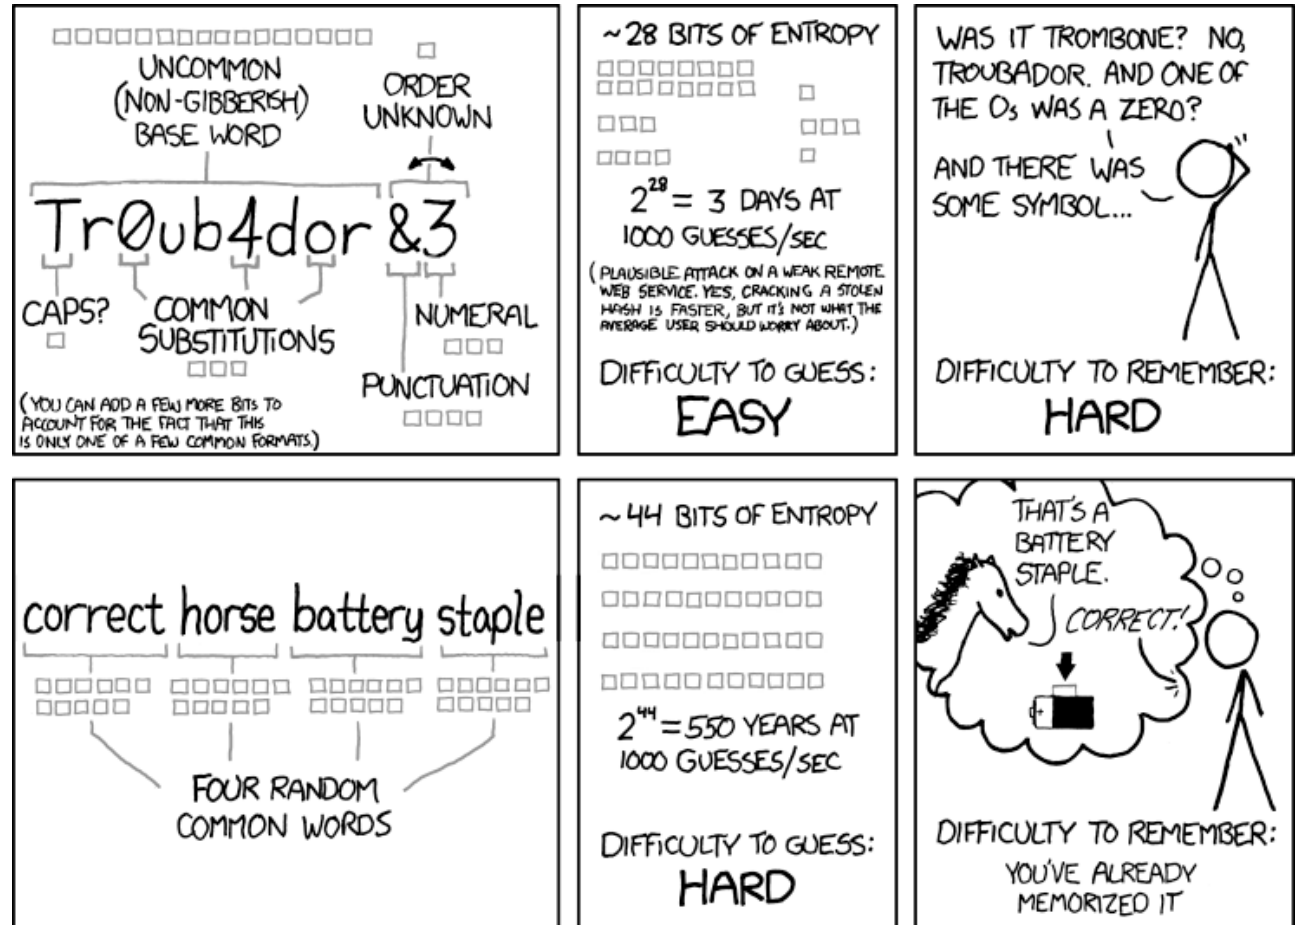 UNCOMMON
(NON-GIBBERISH)
BASE WORD
ORDER
UNKNOWN
Tr0ub4dor &3
CAPS?
COMMON
SUBSTITUTIONS
NUMERAL
PUNCTUATION
(YOU CAN ADD A FEW MORE BITS TO
ACCOUNT FOR THE FACT THAT THIS
IS ONLY ONE OF A FEW COMMON FORMATS.)
~28 BITS OF ENTROPY
2^28 = 3 DAYS AT
1000 GUESSES/SEC
(PLAUSIBLE ATTACK ON A WEAK REMOTE
WEB SERVICE. YES, CRACKING A STOLEN
HASH IS FASTER, BUT IT'S NOT WHAT THE
AVERAGE USER SHOULD WORRY ABOUT.)
DIFFICULTY TO GUESS:
EASY
WAS IT TROMBONE? NO,
TROUBADOR. AND ONE OF
THE Os WAS A ZERO?
AND THERE WAS
SOME SYMBOL...
DIFFICULTY TO REMEMBER:
HARD
correct horse battery staple
FOUR RANDOM
COMMON WORDS
~44 BITS OF ENTROPY
2^44 = 550 YEARS AT
1000 GUESSES/SEC
DIFFICULTY TO GUESS:
HARD
THAT'S A
BATTERY
STAPLE.
CORRECT!
+
DIFFICULTY TO REMEMBER:
YOU'VE ALREADY
MEMORIZED IT